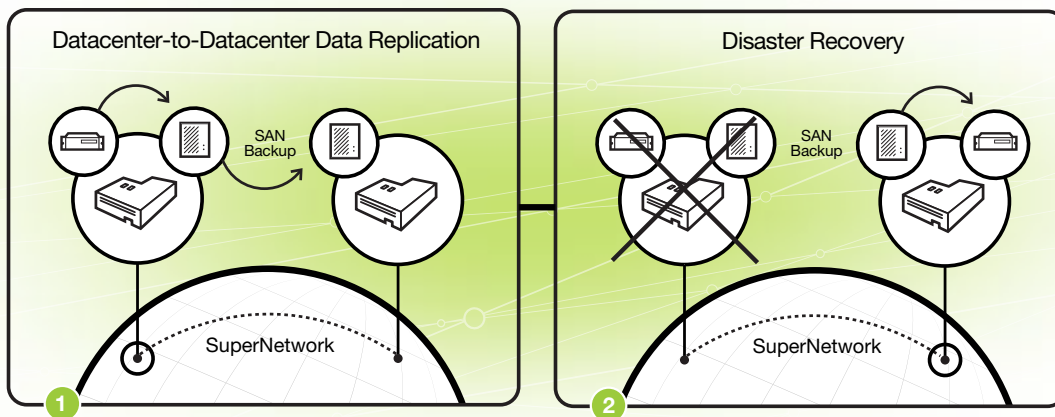 Datacenter-to-Datacenter Data Replication
SAN
Backup
SuperNetwork
1
Disaster Recovery
SAN
Backup
SuperNetwork
2